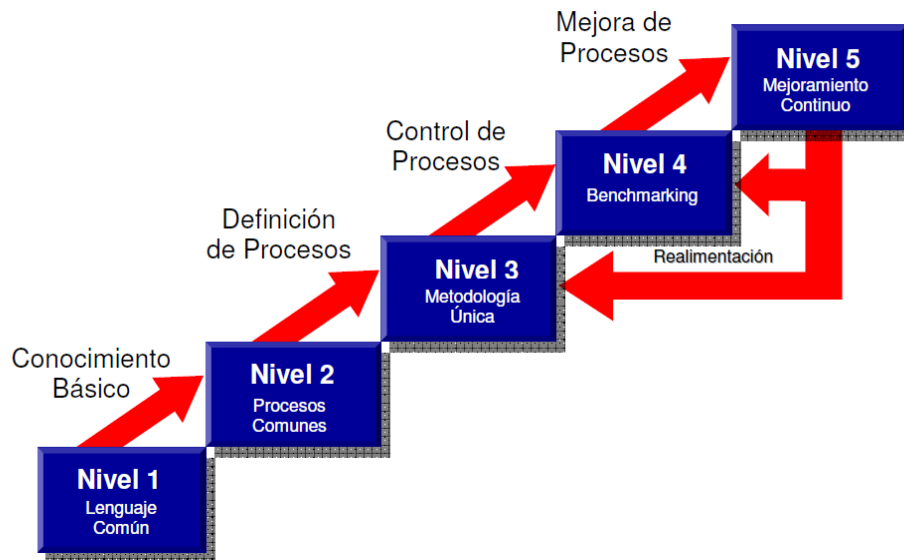 Mejora de
Procesos
Nivel 5
Mejoramiento
Continuo
Control de
Procesos
Nivel 4
Benchmarking
Definición
de Procesos
Nivel 3
Metodología
Única
Realimentación
Conocimiento
Básico
Nivel 2
Procesos
Comunes
Nivel 1
Lenguaje
Común